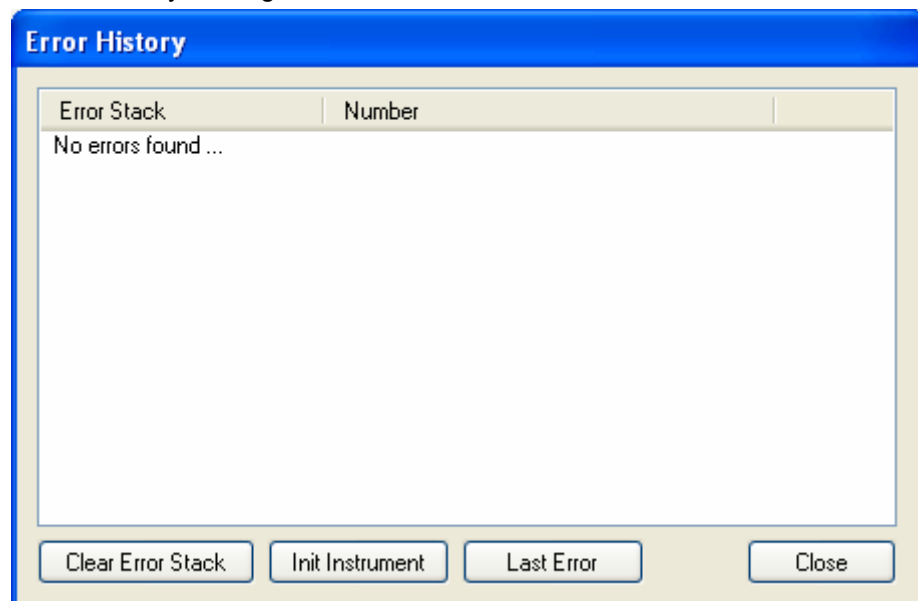 Error History
Error Stack Number
No errors found ...
Clear Error Stack Init Instrument Last Error Close